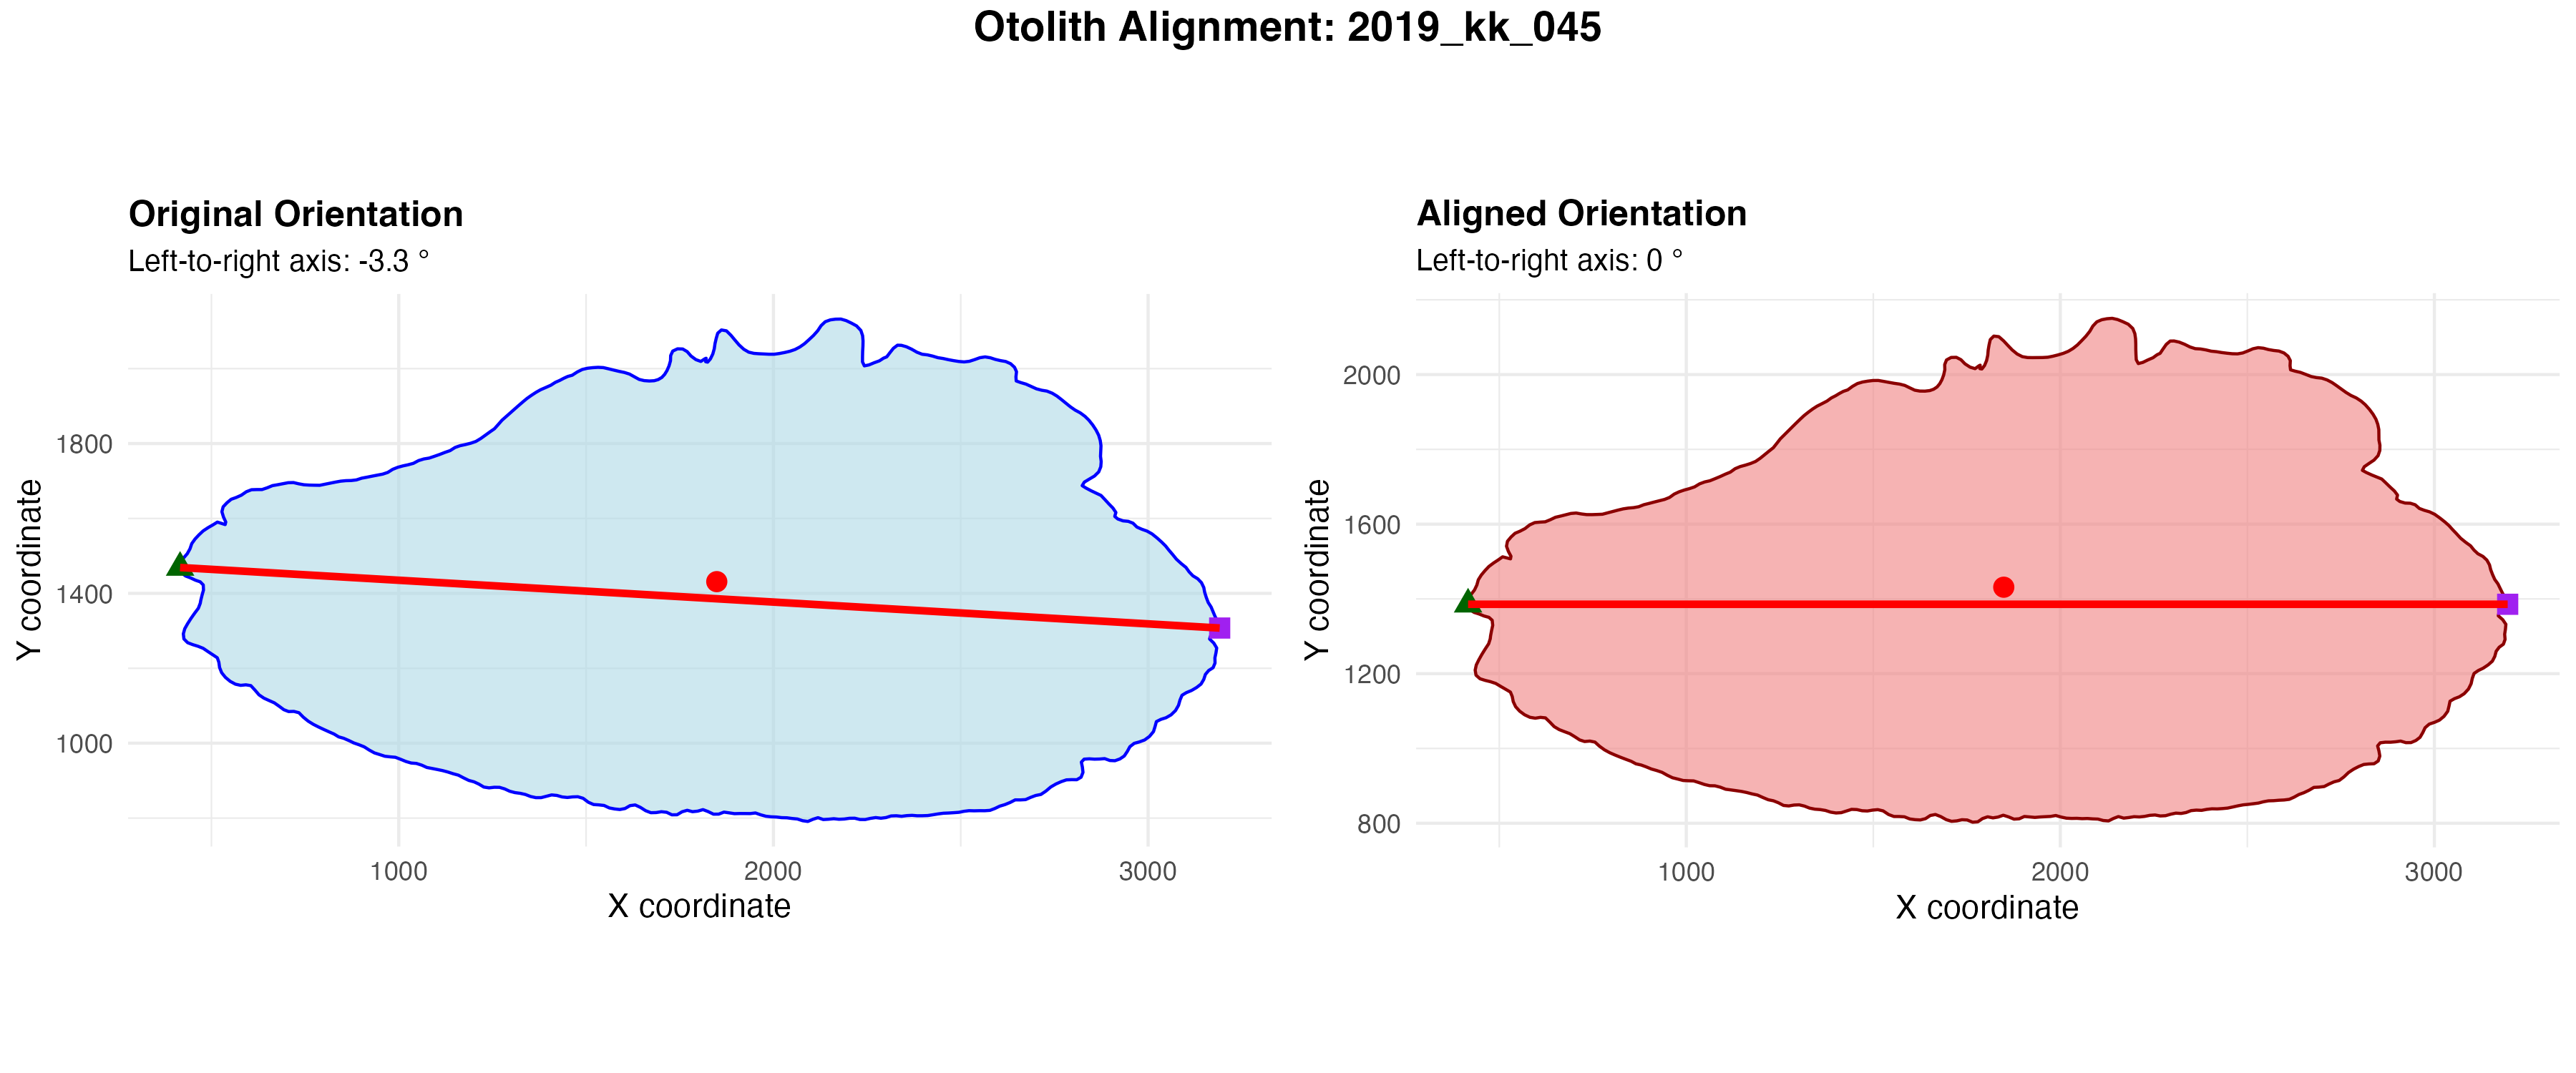 Otolith Alignment: 2019_kk_045
Original Orientation
Left-to-right axis: -3.3 °
1800
1400
1000
Y coordinate
1000
2000
3000
X coordinate
Aligned Orientation
Left-to-right axis: 0 °
2000
1600
1200
800
Y coordinate
1000
2000
3000
X coordinate